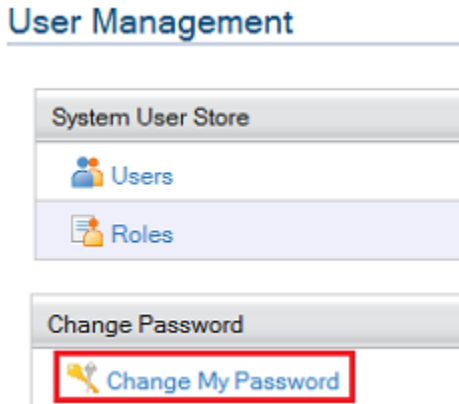 User Management
System User Store
Users
Roles
Change Password
Change My Password